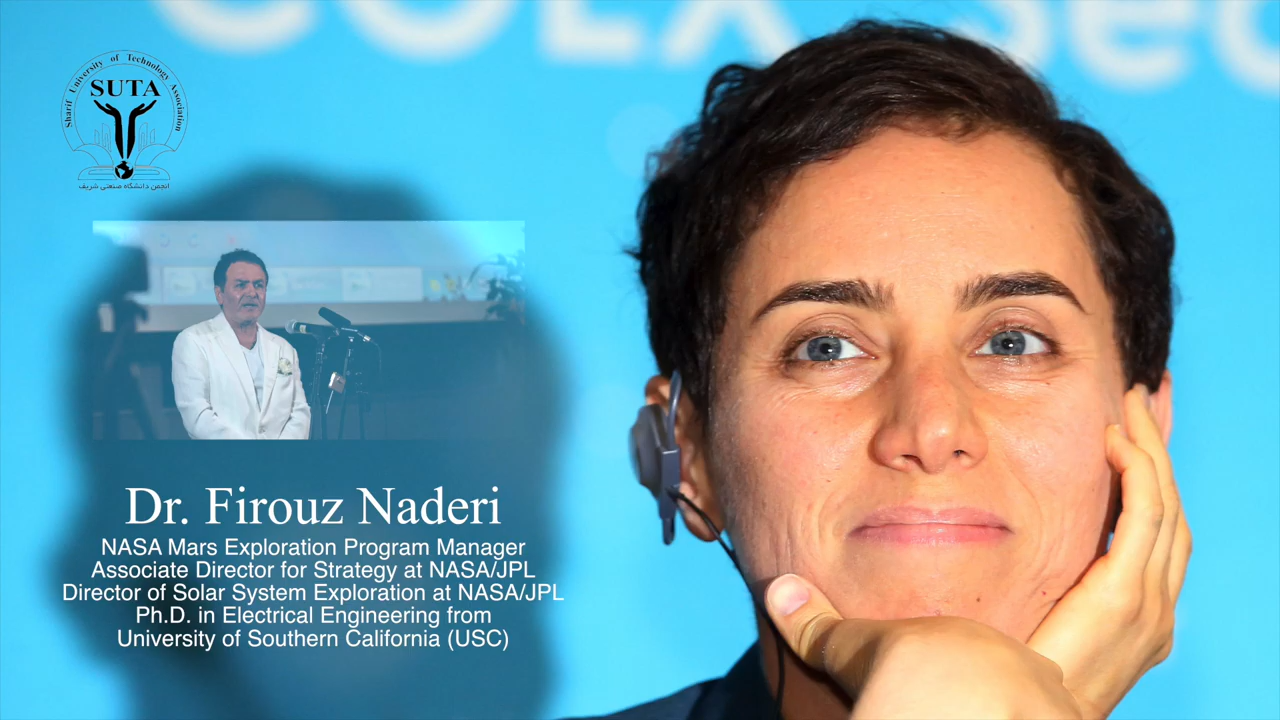 Sharif University of Technology Association
SUTA
انجمن دانشگاه صنعتی شریف
Dr. Firouz Naderi
NASA Mars Exploration Program Manager
Associate Director for Strategy at NASA/JPL
Director of Solar System Exploration at NASA/JPL
Ph.D. in Electrical Engineering from
University of Southern California (USC)